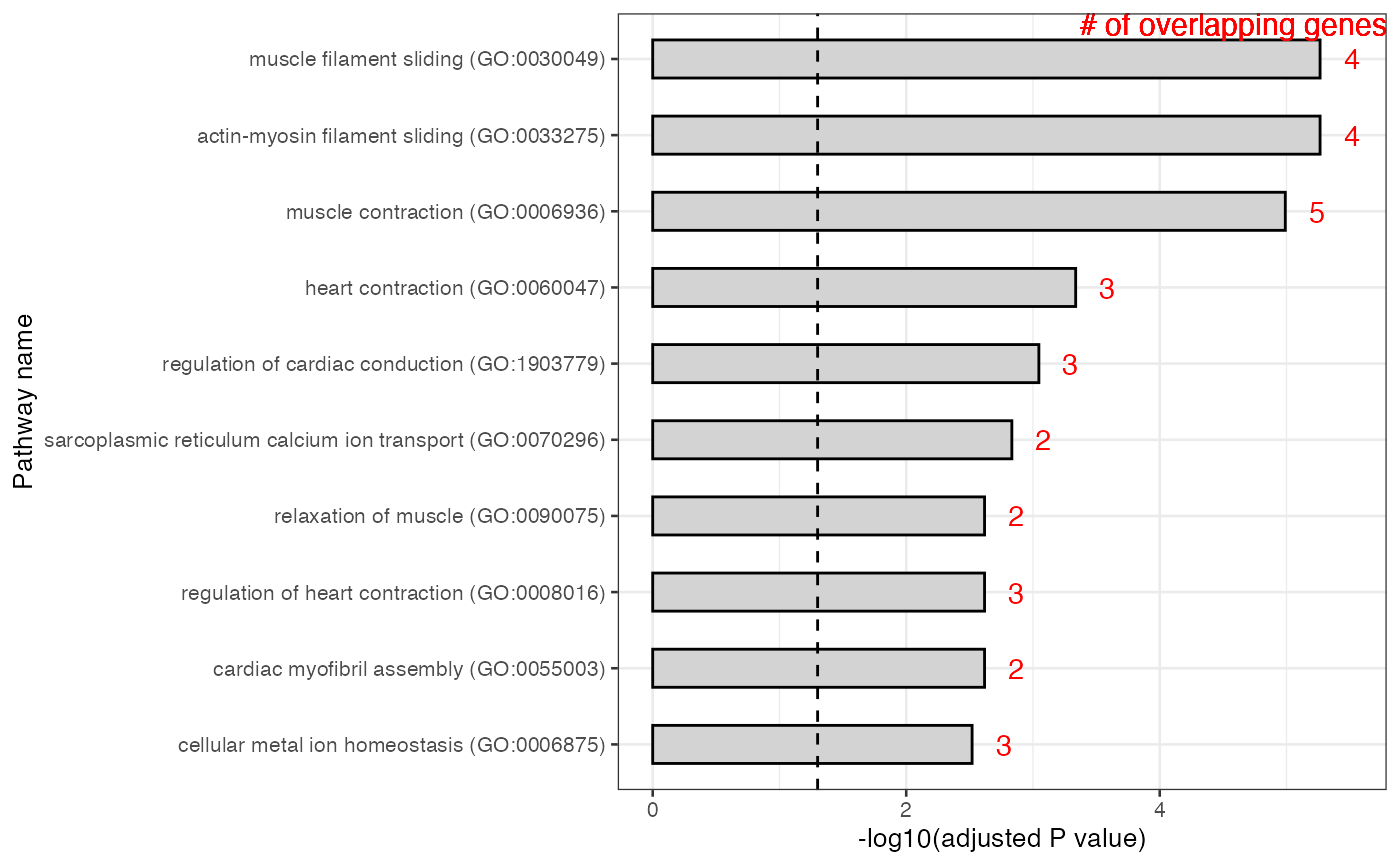 # of overlapping genes
muscle filament sliding (GO:0030049) 4
actin-myosin filament sliding (GO:0033275) 4
muscle contraction (GO:0006936) 5
heart contraction (GO:0060047) 3
regulation of cardiac conduction (GO:1903779) 3
sarcoplasmic reticulum calcium ion transport (GO:0070296) 2
relaxation of muscle (GO:0090075) 2
regulation of heart contraction (GO:0008016) 3
cardiac myofibril assembly (GO:0055003) 2
cellular metal ion homeostasis (GO:0006875) 3
Pathway name
0 2 4
-log10(adjusted P value)